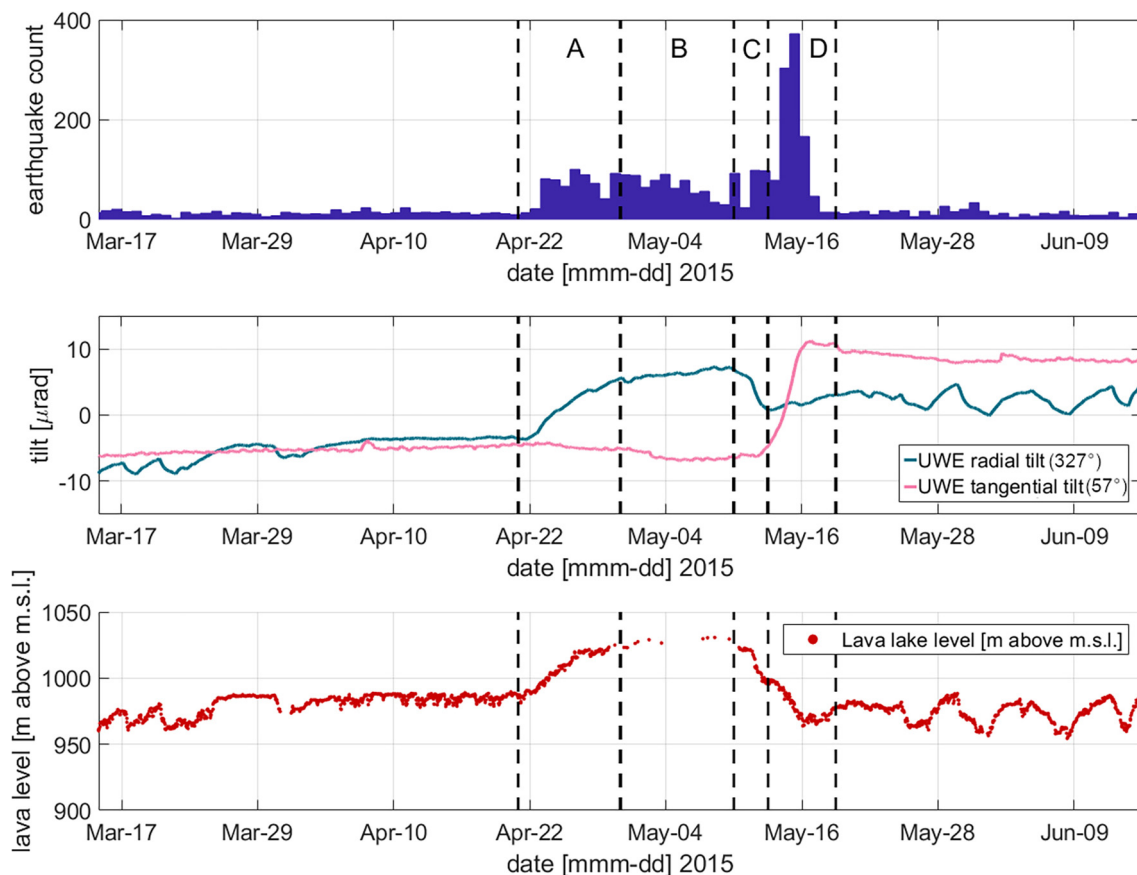 earthquake count
400
200
0
A B C D
Mar-17 Mar-29 Apr-10 Apr-22 May-04 May-16 May-28 Jun-09
date [mmm-dd] 2015
tilt [μrad]
10
0
-10
UWE radial tilt (327°)
UWE tangential tilt (57°)
Mar-17 Mar-29 Apr-10 Apr-22 May-04 May-16 May-28 Jun-09
date [mmm-dd] 2015
lava level [m above m.s.l.]
1050
1000
950
900
Lava lake level [m above m.s.l.]
Mar-17 Mar-29 Apr-10 Apr-22 May-04 May-16 May-28 Jun-09
date [mmm-dd] 2015